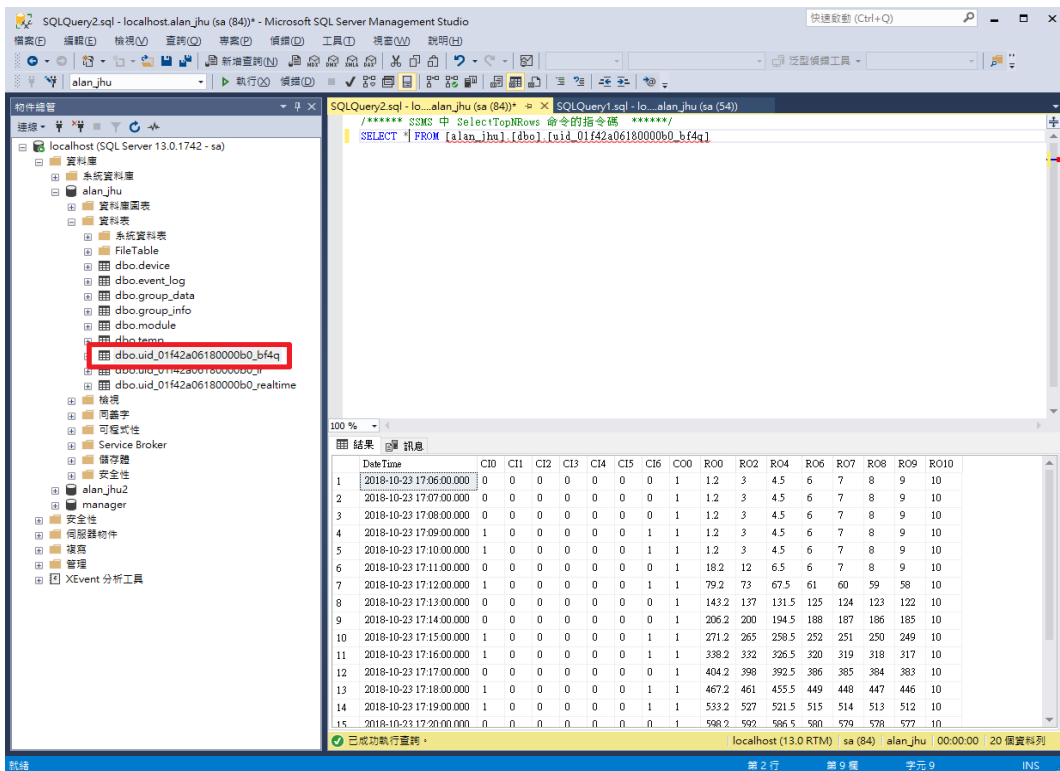 SQLQuery2.sql - localhost.alan_jhu (sa (84))* - Microsoft SQL Server Management Studio
快速啟動 (Ctrl+Q)
檔案(F) 編輯(E) 檢視(V) 查詢(Q) 專案(P) 偵錯(D) 工具(T) 視窗(W) 說明(H)
新增查詢(N) 泛型偵錯工具
alan_jhu 執行(X) 偵錯(D)
物件總管
連線
localhost (SQL Server 13.0.1742 - sa)
資料庫
系統資料庫
alan_jhu
資料庫圖表
資料表
系統資料表
FileTable
dbo.device
dbo.event_log
dbo.group_data
dbo.group_info
dbo.module
dbo.temp
dbo.uid_01f42a06180000b0_bf4q
dbo.uid_01f42a06180000b0_ir
dbo.uid_01f42a06180000b0_realtime
檢視
同義字
可程式性
Service Broker
儲存體
安全性
alan_jhu2
manager
安全性
伺服器物件
複寫
管理
XEvent 分析工具
SQLQuery2.sql - lo....alan_jhu (sa (84))* SQLQuery1.sql - lo....alan_jhu (sa (54))
/****** SSMS 中 SelectTopNRows 命令的指令碼 ******/
SELECT * FROM [alan_jhu].[dbo].[uid_01f42a06180000b0_bf4q]
100 %
結果 訊息
DateTime CI0 CI1 CI2 CI3 CI4 CI5 CI6 CO0 RO0 RO2 RO4 RO6 RO7 RO8 RO9 RO10
1 2018-10-23 17:06:00.000 0 0 0 0 0 0 0 1 1.2 3 4.5 6 7 8 9 10
2 2018-10-23 17:07:00.000 0 0 0 0 0 0 0 1 1.2 3 4.5 6 7 8 9 10
3 2018-10-23 17:08:00.000 0 0 0 0 0 0 0 1 1.2 3 4.5 6 7 8 9 10
4 2018-10-23 17:09:00.000 1 0 0 0 0 0 1 1 1.2 3 4.5 6 7 8 9 10
5 2018-10-23 17:10:00.000 1 0 0 0 0 0 1 1 1.2 3 4.5 6 7 8 9 10
6 2018-10-23 17:11:00.000 0 0 0 0 0 0 0 1 18.2 12 6.5 6 7 8 9 10
7 2018-10-23 17:12:00.000 1 0 0 0 0 0 1 1 79.2 73 67.5 61 60 59 58 10
8 2018-10-23 17:13:00.000 0 0 0 0 0 0 0 1 143.2 137 131.5 125 124 123 122 10
9 2018-10-23 17:14:00.000 0 0 0 0 0 0 0 1 206.2 200 194.5 188 187 186 185 10
10 2018-10-23 17:15:00.000 1 0 0 0 0 0 1 1 271.2 265 258.5 252 251 250 249 10
11 2018-10-23 17:16:00.000 1 0 0 0 0 0 1 1 338.2 332 326.5 320 319 318 317 10
12 2018-10-23 17:17:00.000 0 0 0 0 0 0 0 1 404.2 398 392.5 386 385 384 383 10
13 2018-10-23 17:18:00.000 1 0 0 0 0 0 1 1 467.2 461 455.5 449 448 447 446 10
14 2018-10-23 17:19:00.000 1 0 0 0 0 0 1 1 533.2 527 521.5 515 514 513 512 10
15 2018-10-23 17:20:00.000 0 0 0 0 0 0 0 1 598.2 592 586.5 580 579 578 577 10
已成功執行查詢。 localhost (13.0 RTM) sa (84) alan_jhu 00:00:00 20 個資料列
就緒 第 2 行 第 9 欄 字元 9 INS